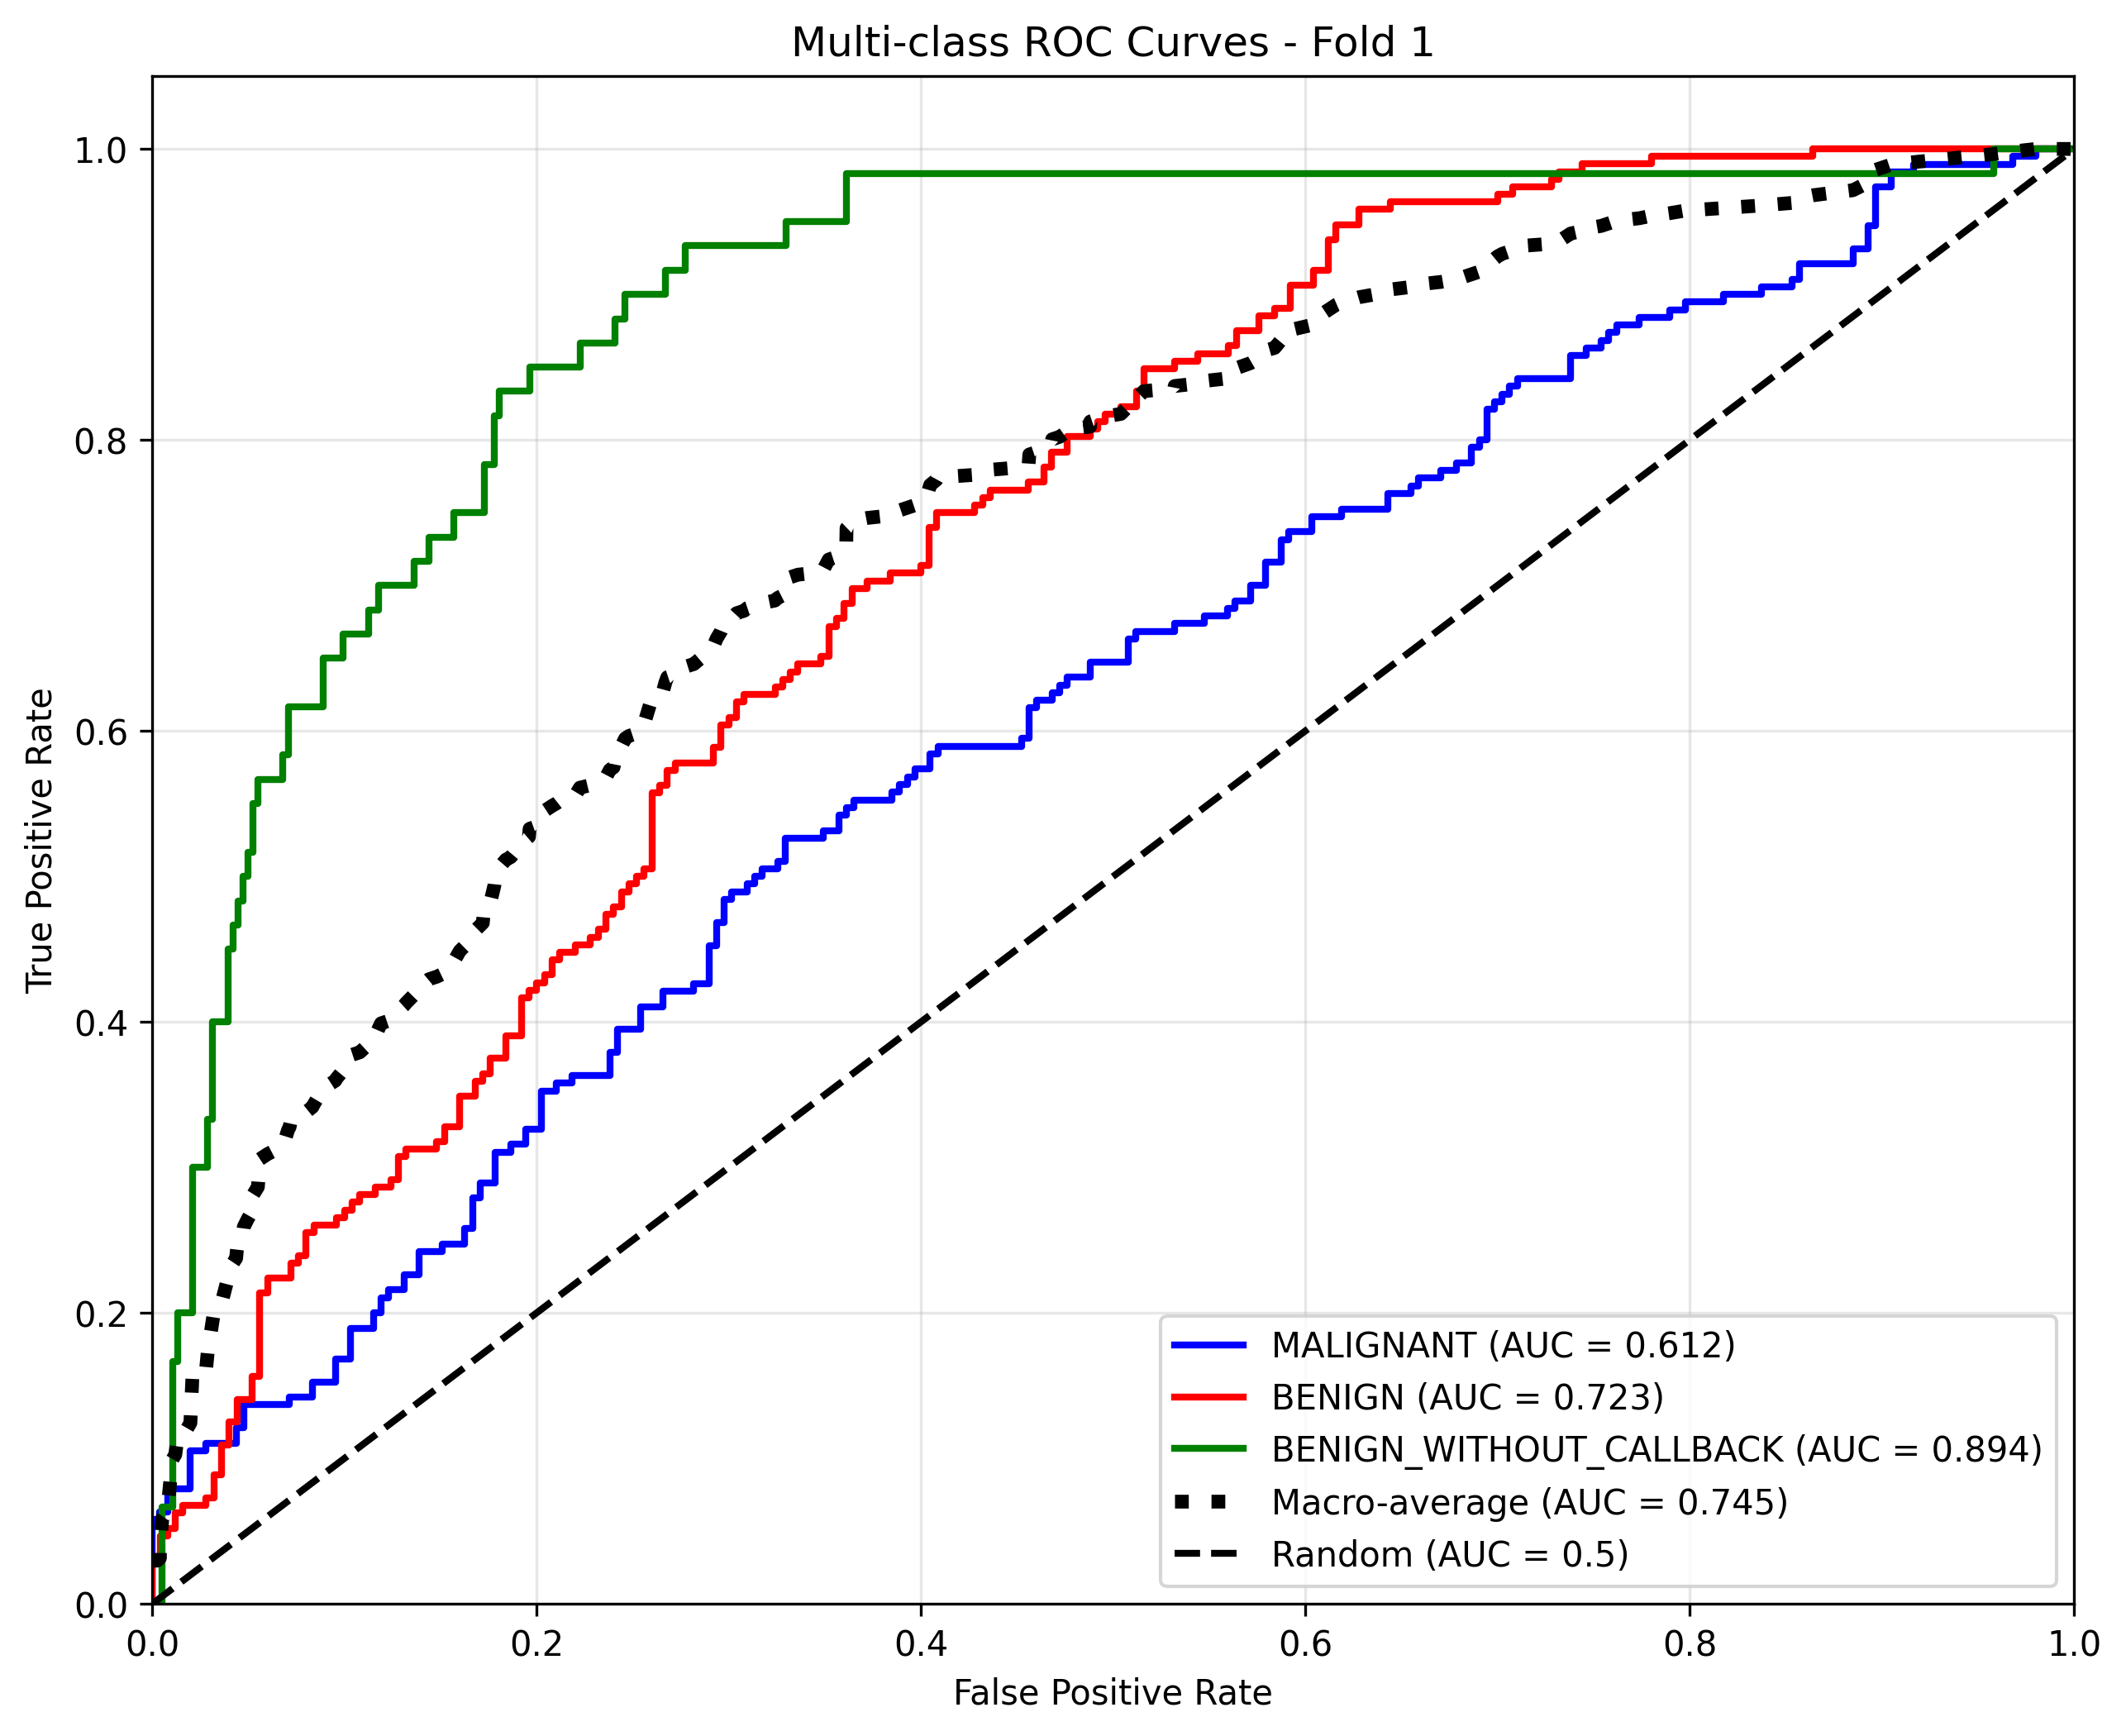 Multi-class ROC Curves - Fold 1
True Positive Rate
1.0
0.8
0.6
0.4
0.2
0.0
0.0 0.2 0.4 0.6 0.8 1.0
False Positive Rate
MALIGNANT (AUC = 0.612)
BENIGN (AUC = 0.723)
BENIGN_WITHOUT_CALLBACK (AUC = 0.894)
Macro-average (AUC = 0.745)
Random (AUC = 0.5)